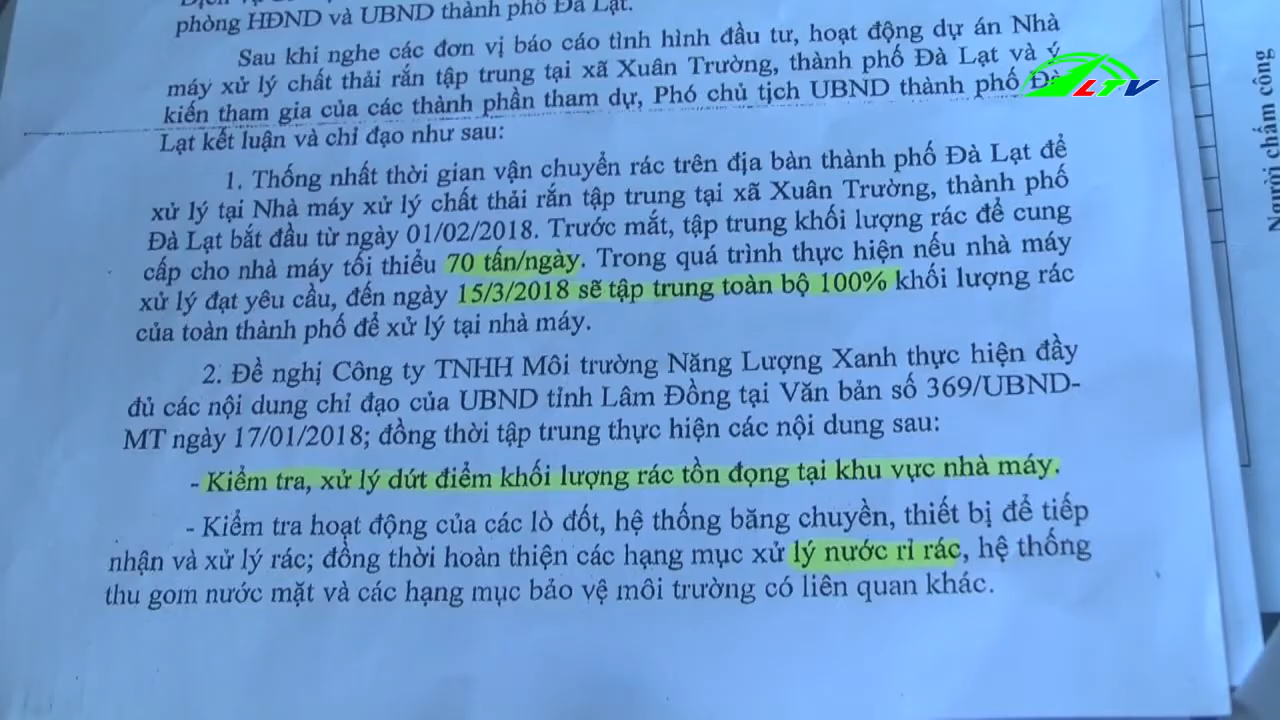 phòng HĐND và UBND thành phố Đà Lạt.
Sau khi nghe các đơn vị báo cáo tình hình đầu tư, hoạt động dự án Nhà
máy xử lý chất thải rắn tập trung tại xã Xuân Trường, thành phố Đà Lạt và ý
kiến tham gia của các thành phần tham dự, Phó chủ tịch UBND thành phố Đà
Lạt kết luận và chỉ đạo như sau:
1. Thống nhất thời gian vận chuyển rác trên địa bàn thành phố Đà Lạt để
xử lý tại Nhà máy xử lý chất thải rắn tập trung tại xã Xuân Trường, thành phố
Đà Lạt bắt đầu từ ngày 01/02/2018. Trước mắt, tập trung khối lượng rác để cung
cấp cho nhà máy tối thiểu 70 tấn/ngày. Trong quá trình thực hiện nếu nhà máy
xử lý đạt yêu cầu, đến ngày 15/3/2018 sẽ tập trung toàn bộ 100% khối lượng rác
của toàn thành phố để xử lý tại nhà máy.
2. Đề nghị Công ty TNHH Môi trường Năng Lượng Xanh thực hiện đầy
đủ các nội dung chỉ đạo của UBND tỉnh Lâm Đồng tại Văn bản số 369/UBND-
MT ngày 17/01/2018; đồng thời tập trung thực hiện các nội dung sau:
- Kiểm tra, xử lý dứt điểm khối lượng rác tồn đọng tại khu vực nhà máy.
- Kiểm tra hoạt động của các lò đốt, hệ thống băng chuyền, thiết bị để tiếp
nhận và xử lý rác; đồng thời hoàn thiện các hạng mục xử lý nước rỉ rác, hệ thống
thu gom nước mặt và các hạng mục bảo vệ môi trường có liên quan khác.
LTV
Người chấm công